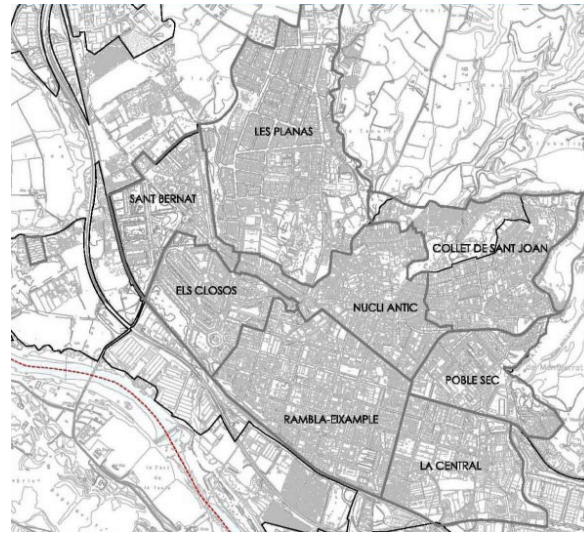 LES PLANAS
SANT BERNAT
COLLET DE SANT JOAN
ELS CLOSOS
NUCLI ANTIC
POBLE SEC
RAMBLA-EIXAMPLE
LA CENTRAL